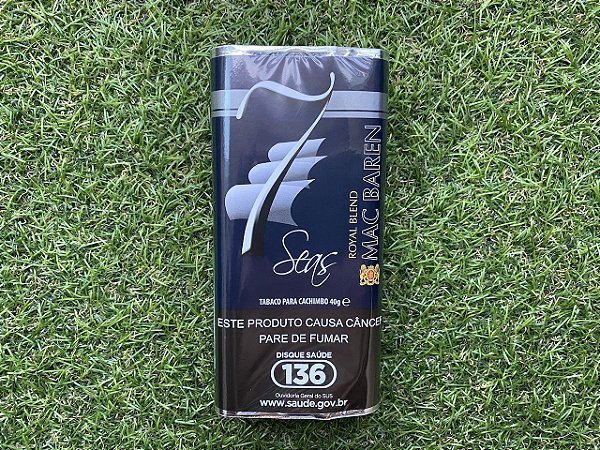 7
Seas
ROYAL BLEND
MAC BAREN
TABACO PARA CACHIMBO 40g ℮
ESTE PRODUTO CAUSA CÂNCER
PARE DE FUMAR
DISQUE SAÚDE
136
Ouvidoria Geral do SUS
www.saude.gov.br